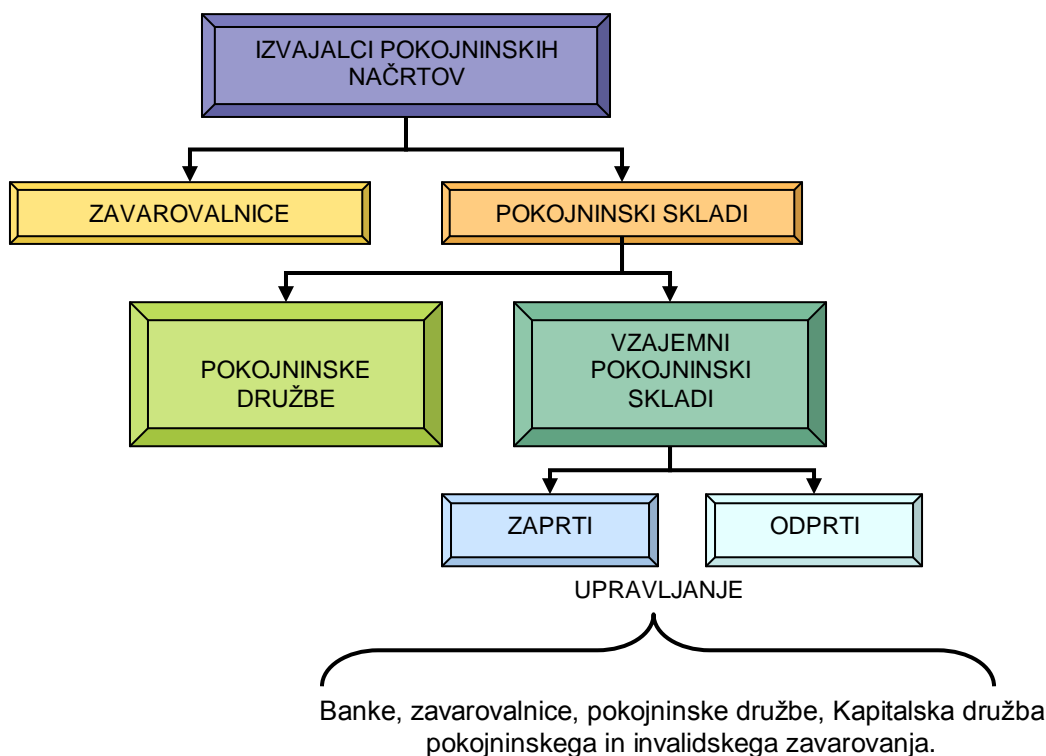 IZVAJALCI POKOJNINSKIH
NAČRTOV
ZAVAROVALNICE
POKOJNINSKI SKLADI
POKOJNINSKE
DRUŽBE
VZAJEMNI
POKOJNINSKI
SKLADI
ZAPRTI
ODPRTI
UPRAVLJANJE
Banke, zavarovalnice, pokojninske družbe, Kapitalska družba
pokojninskega in invalidskega zavarovanja.